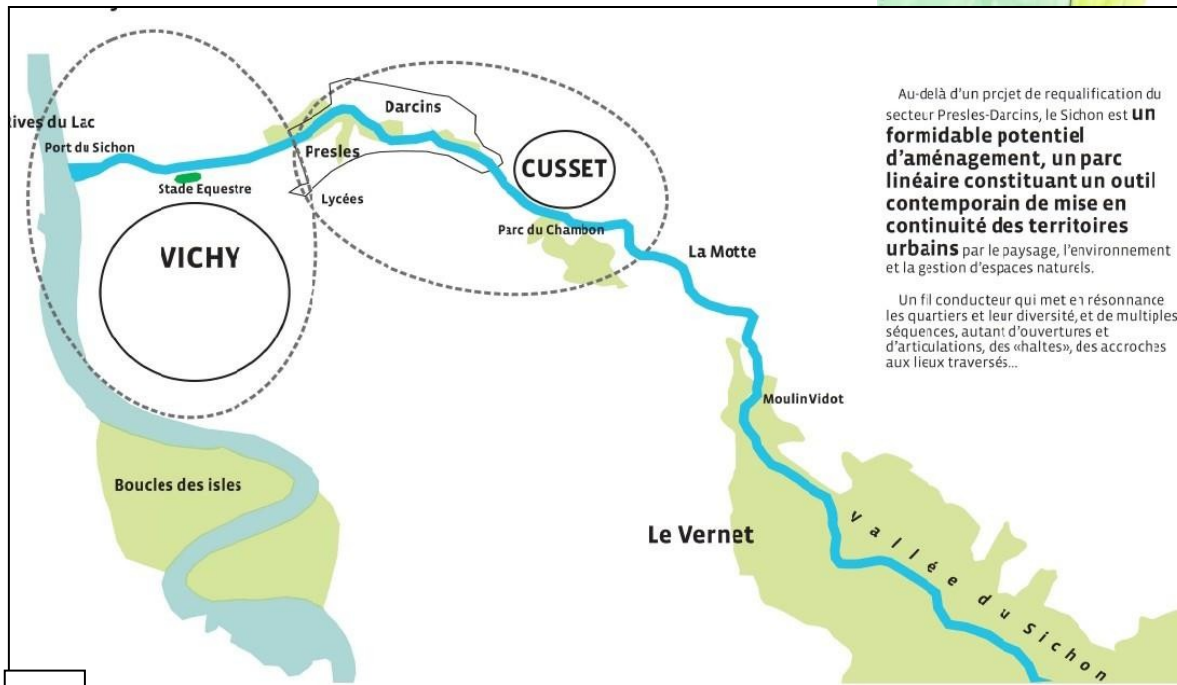 Rives du Lac
Port du Sichon
Stade Equestre
VICHY
Darcins
Presles
Lycées
CUSSET
Parc du Chambon
La Motte
Moulin Vidot
Boucles des isles
Le Vernet
Vallée du Sichon
Au-delà d'un projet de requalification du
secteur Presles-Darcins, le Sichon est un
formidable potentiel
d'aménagement, un parc
linéaire constituant un outil
contemporain de mise en
continuité des territoires
urbains par le paysage, l'environnement
et la gestion d'espaces naturels.
Un fil conducteur qui met en résonnance
les quartiers et leur diversité, et de multiples
séquences, autant d'ouvertures et
d'articulations, des «haltes», des accroches
aux lieux traversés...